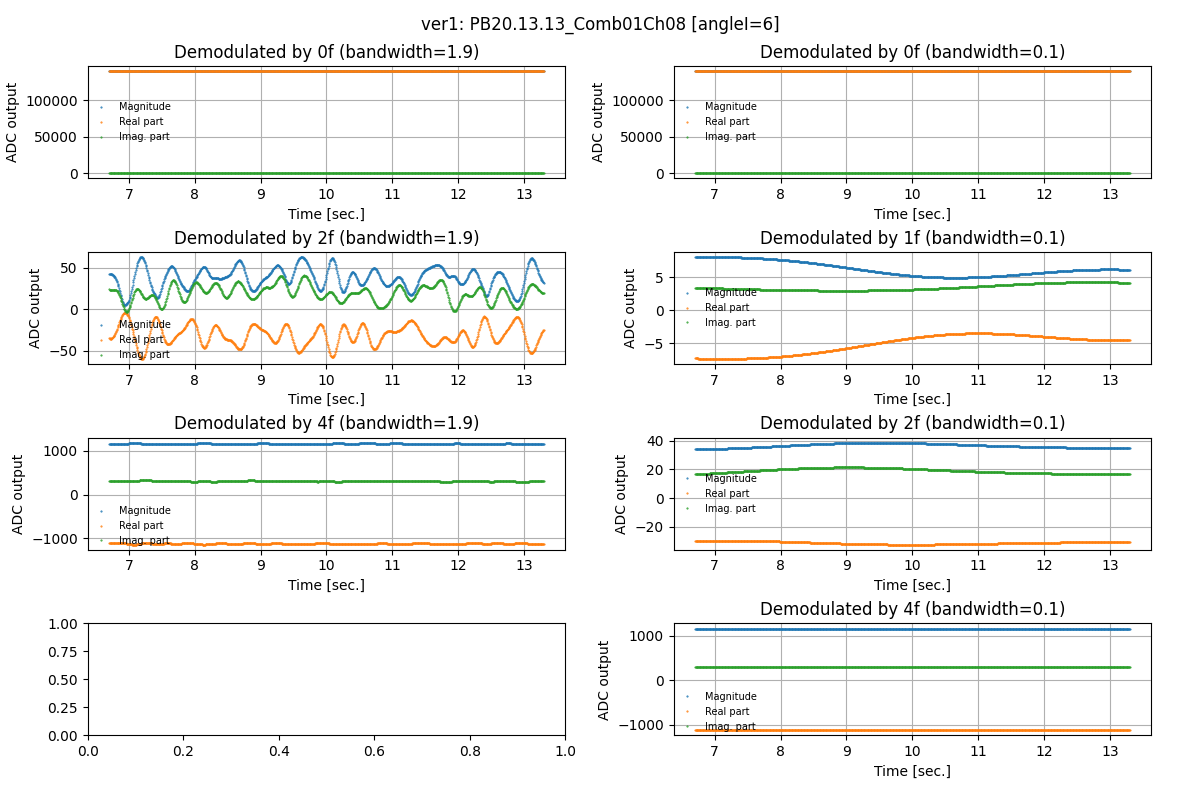 ver1: PB20.13.13_Comb01Ch08 [angleI=6]
Demodulated by 0f (bandwidth=1.9)
ADC output
100000
50000
0
Magnitude
Real part
Imag. part
7 8 9 10 11 12 13
Time [sec.]
Demodulated by 0f (bandwidth=0.1)
ADC output
100000
50000
0
Magnitude
Real part
Imag. part
7 8 9 10 11 12 13
Time [sec.]
Demodulated by 2f (bandwidth=1.9)
ADC output
50
0
−50
Magnitude
Real part
Imag. part
7 8 9 10 11 12 13
Time [sec.]
Demodulated by 1f (bandwidth=0.1)
ADC output
5
0
−5
Magnitude
Real part
Imag. part
7 8 9 10 11 12 13
Time [sec.]
Demodulated by 4f (bandwidth=1.9)
ADC output
1000
0
−1000
Magnitude
Real part
Imag. part
7 8 9 10 11 12 13
Time [sec.]
Demodulated by 2f (bandwidth=0.1)
ADC output
40
20
0
−20
Magnitude
Real part
Imag. part
7 8 9 10 11 12 13
Time [sec.]
1.00
0.75
0.50
0.25
0.00
0.0 0.2 0.4 0.6 0.8 1.0
Demodulated by 4f (bandwidth=0.1)
ADC output
1000
0
−1000
Magnitude
Real part
Imag. part
7 8 9 10 11 12 13
Time [sec.]